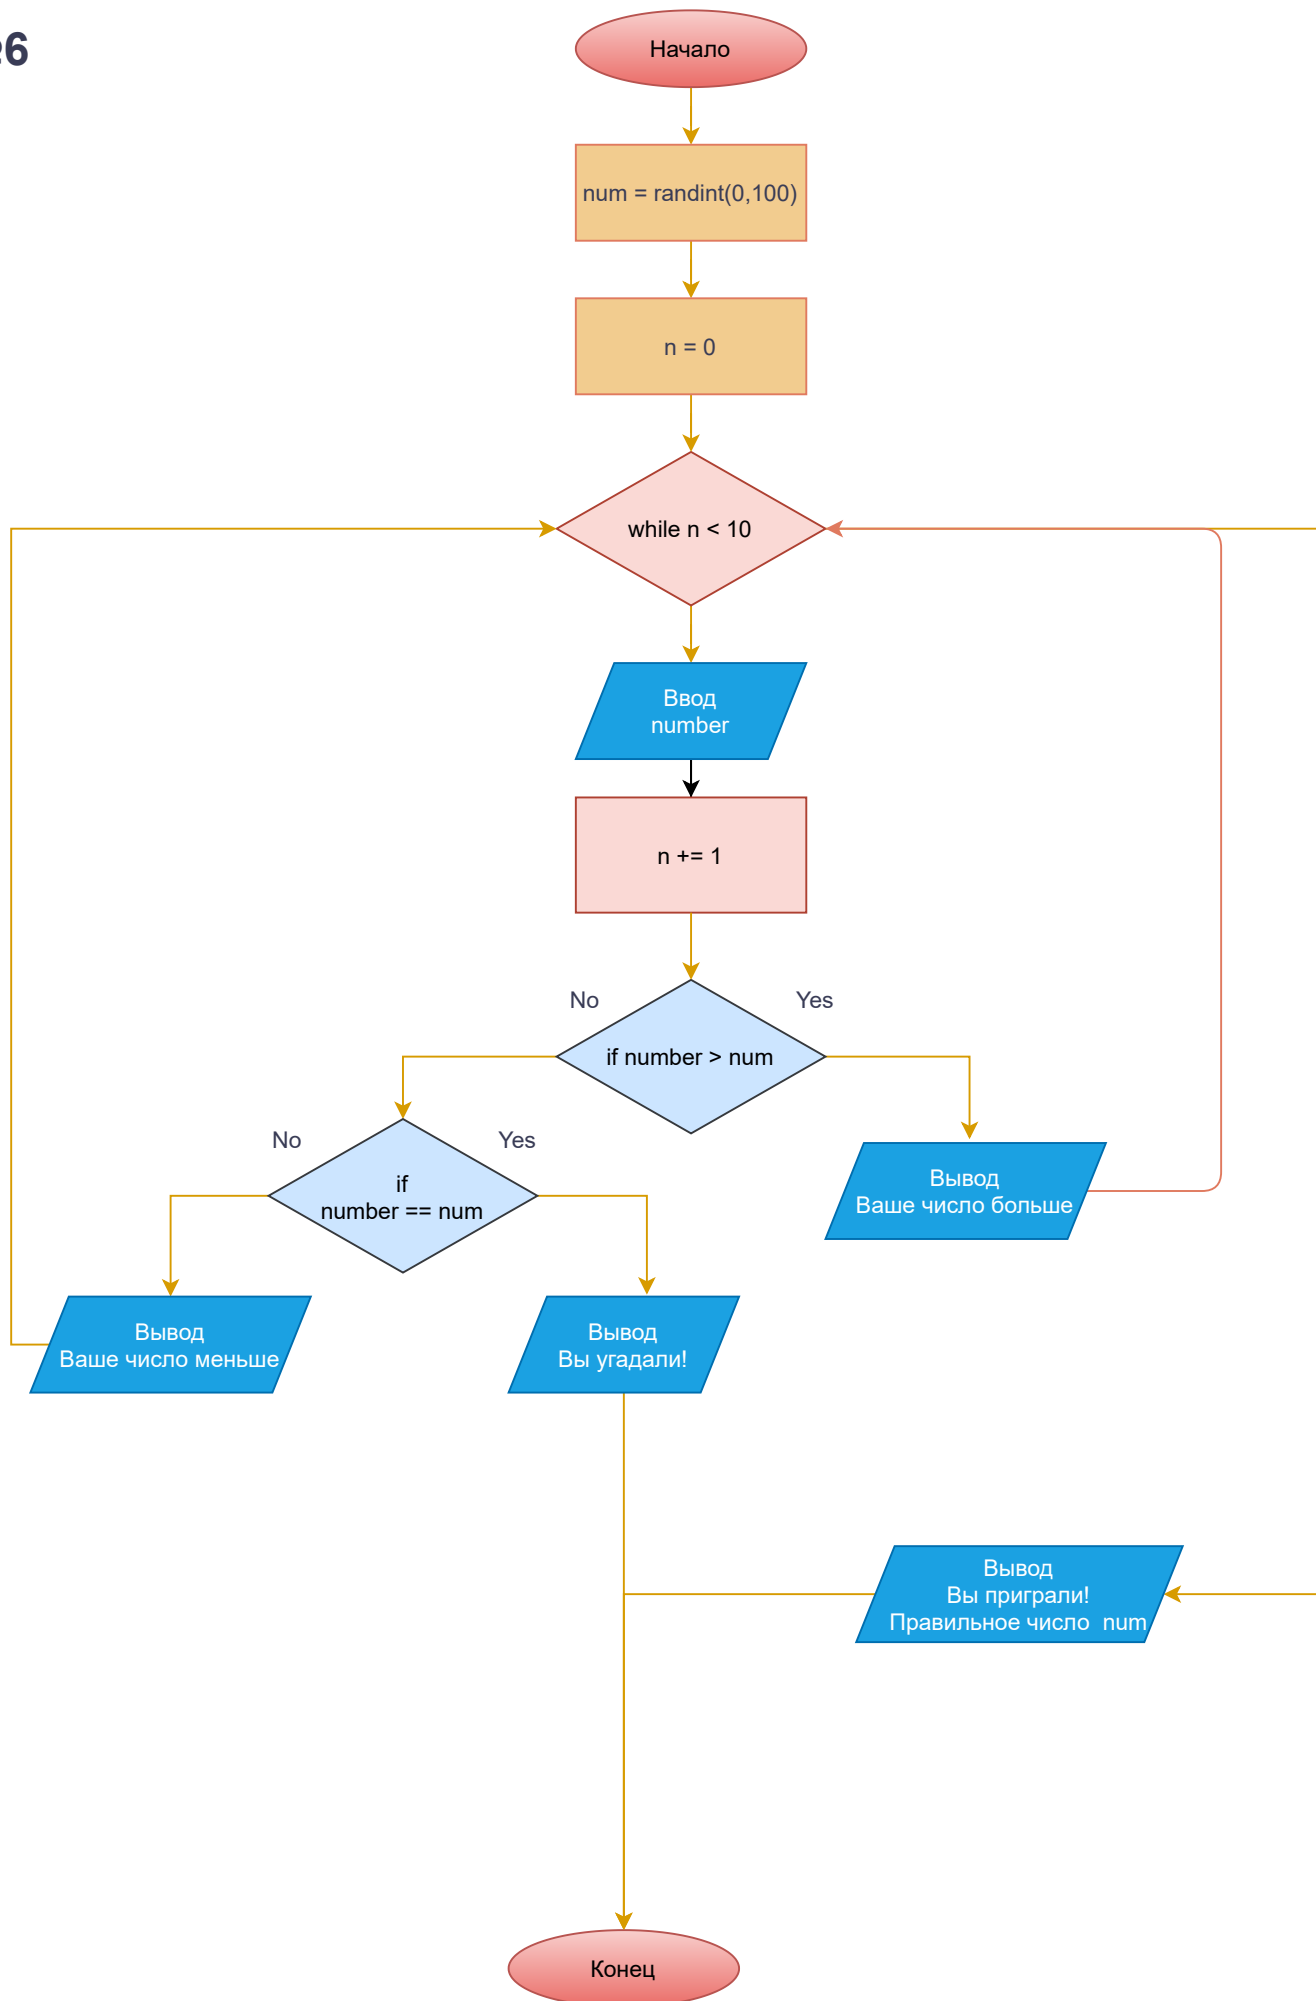 Начало
num = randint(0,100)
n = 0
while n < 10
Ввод
number
n += 1
No
Yes
if number > num
No
Yes
if
number == num
Вывод
Ваше число больше
Вывод
Ваше число меньше
Вывод
Вы угадали!
Вывод
Вы приграли!
Правильное число num
Конец